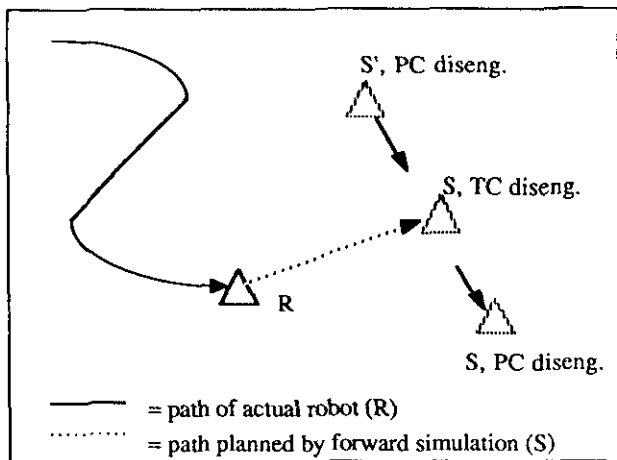 S', PC diseng.
S, TC diseng.
R
S, PC diseng.
= path of actual robot (R)
= path planned by forward simulation (S)